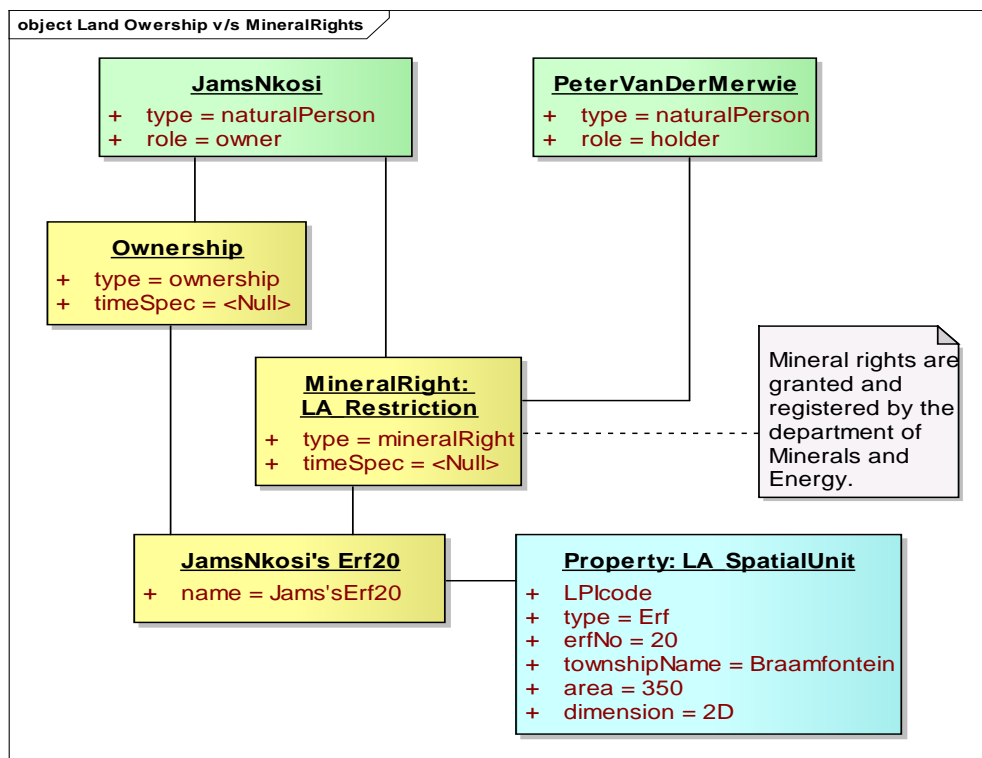 object Land Owership v/s MineralRights
JamsNkosi
+ type = naturalPerson
+ role = owner
PeterVanDerMerwie
+ type = naturalPerson
+ role = holder
Ownership
+ type = ownership
+ timeSpec = <Null>
MineralRight:
LA_Restriction
+ type = mineralRight
+ timeSpec = <Null>
Mineral rights are
granted and
registered by the
department of
Minerals and
Energy.
JamsNkosi's Erf20
+ name = Jams'sErf20
Property: LA_SpatialUnit
+ LPIcode
+ type = Erf
+ erfNo = 20
+ townshipName = Braamfontein
+ area = 350
+ dimension = 2D